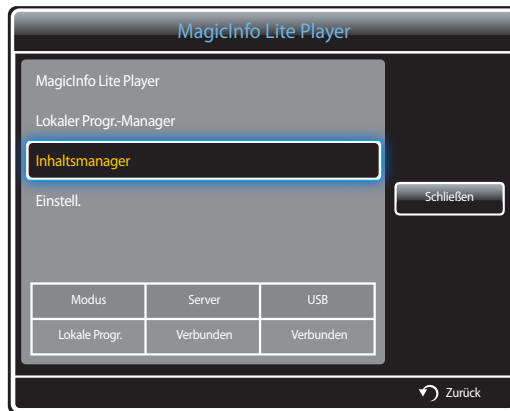 MagicInfo Lite Player
MagicInfo Lite Player
Lokaler Progr.-Manager
Inhaltsmanager
Einstell.
Schließen
Modus Server USB
Lokale Progr. Verbunden Verbunden
Zurück